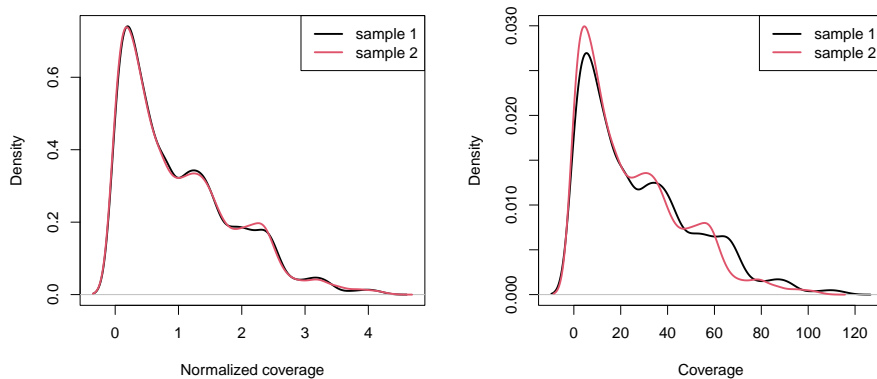 sample 1
sample 2
Density
0.0 0.2 0.4 0.6
0 1 2 3 4
Normalized coverage
sample 1
sample 2
Density
0.000 0.010 0.020 0.030
0 20 40 60 80 100 120
Coverage